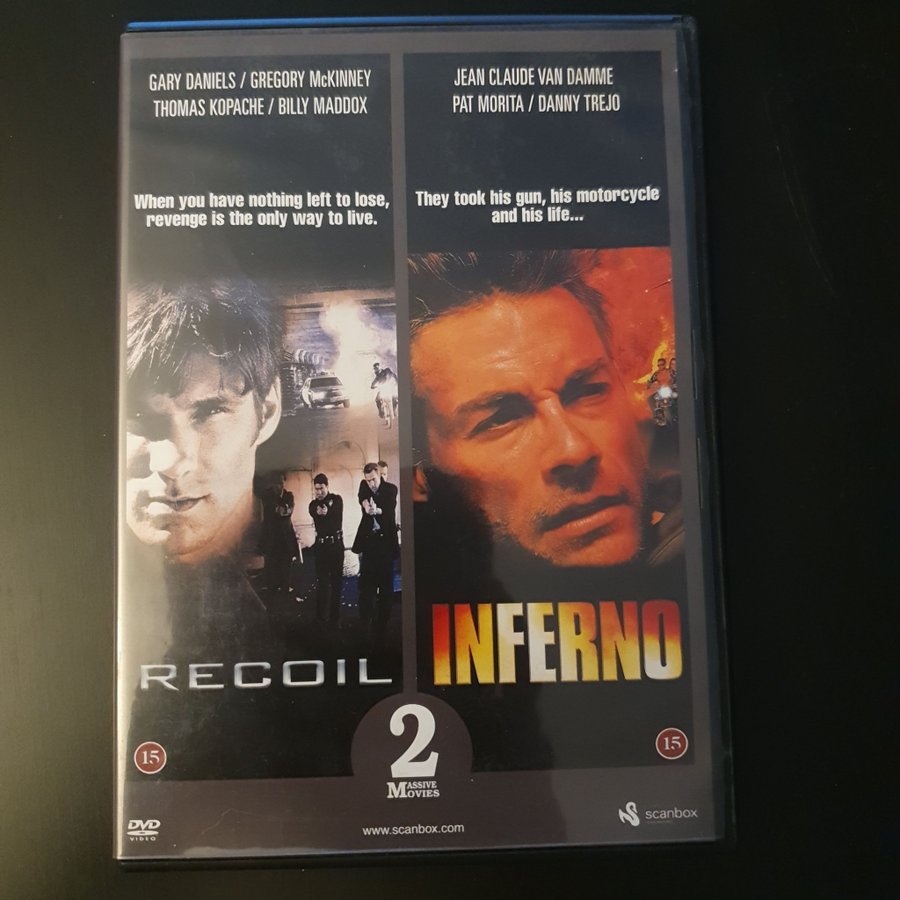 GARY DANIELS / GREGORY McKINNEY
THOMAS KOPACHE / BILLY MADDOX
When you have nothing left to lose,
revenge is the only way to live.
RECOIL
15
JEAN CLAUDE VAN DAMME
PAT MORITA / DANNY TREJO
They took his gun, his motorcycle
and his life...
INFERNO
15
2
MASSIVE
MOVIES
DVD
VIDEO
www.scanbox.com
scanbox